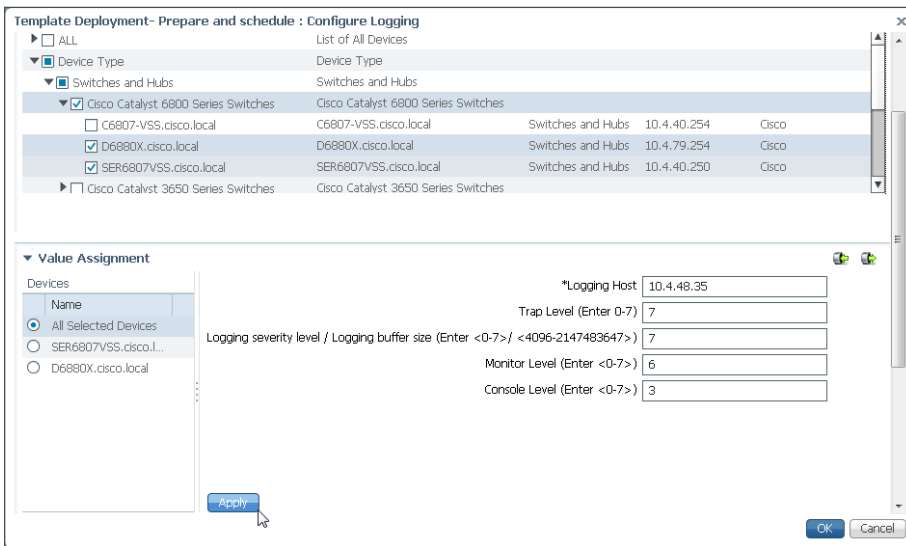 Template Deployment- Prepare and schedule : Configure Logging
ALL List of All Devices
Device Type Device Type
Switches and Hubs Switches and Hubs
Cisco Catalyst 6800 Series Switches Cisco Catalyst 6800 Series Switches
C6807-VSS.cisco.local C6807-VSS.cisco.local Switches and Hubs 10.4.40.254 Cisco
D6880X.cisco.local D6880X.cisco.local Switches and Hubs 10.4.79.254 Cisco
SER6807VSS.cisco.local SER6807VSS.cisco.local Switches and Hubs 10.4.40.250 Cisco
Cisco Catalyst 3650 Series Switches Cisco Catalyst 3650 Series Switches
Value Assignment
Devices
Name
All Selected Devices
SER6807VSS.cisco.l...
D6880X.cisco.local
*Logging Host 10.4.48.35
Trap Level (Enter 0-7) 7
Logging severity level / Logging buffer size (Enter <0-7>/ <4096-2147483647>) 7
Monitor Level (Enter <0-7>) 6
Console Level (Enter <0-7>) 3
Apply
OK Cancel